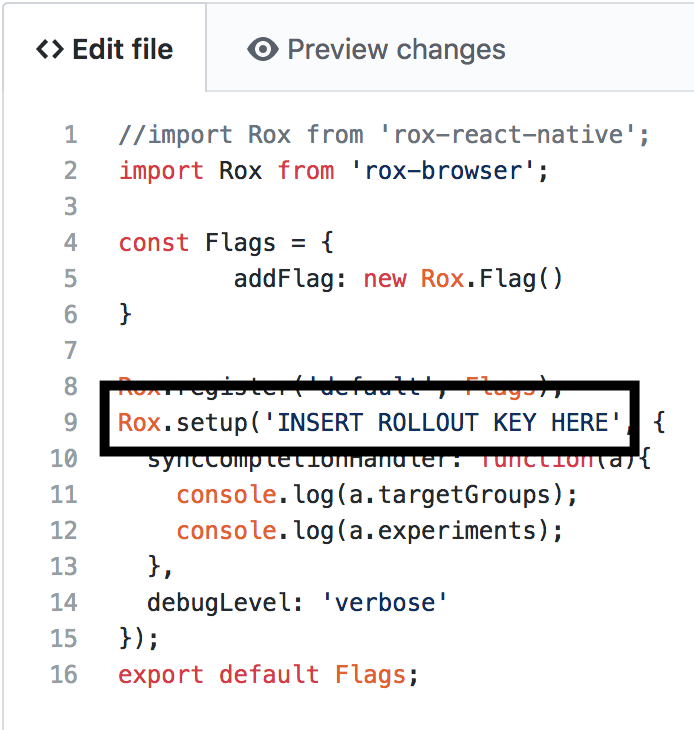 Edit file Preview changes
1 //import Rox from 'rox-react-native';
2 import Rox from 'rox-browser';
3
4 const Flags = {
5 addFlag: new Rox.Flag()
6 }
7
8 Rox.register('default', Flags);
9 Rox.setup('INSERT ROLLOUT KEY HERE', {
10 syncCompletionHandler: function(a){
11 console.log(a.targetGroups);
12 console.log(a.experiments);
13 },
14 debugLevel: 'verbose'
15 });
16 export default Flags;